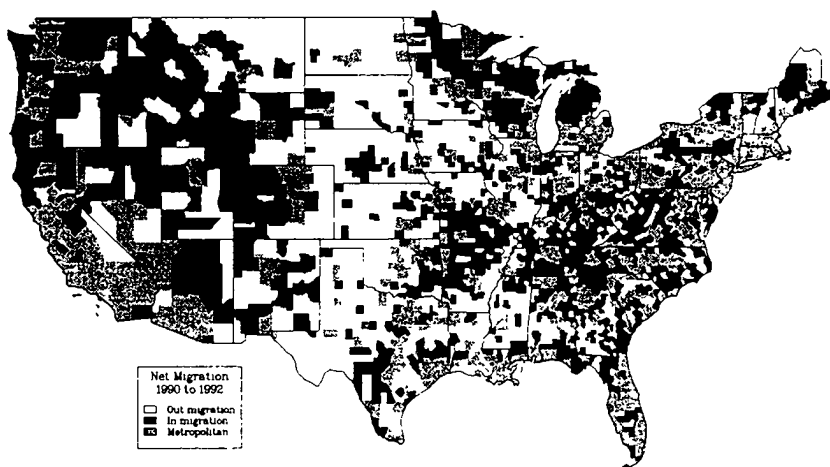 Net Migration
1990 to 1992
Out migration
In migration
Metropolitan